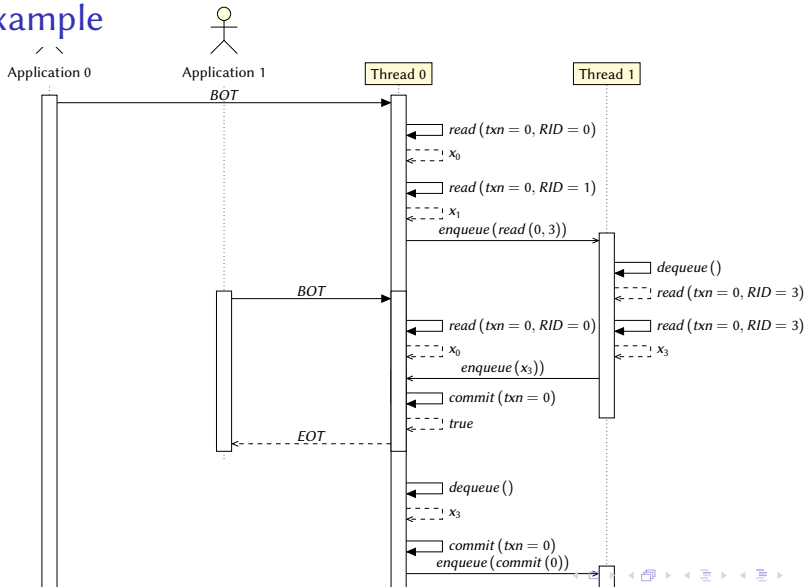 xample
Application 0
Application 1
Thread 0
Thread 1
BOT
read (txn = 0, RID = 0)
x₀
read (txn = 0, RID = 1)
x₁
enqueue (read (0, 3))
dequeue ()
BOT
read (txn = 0, RID = 3)
read (txn = 0, RID = 0)
read (txn = 0, RID = 3)
x₀
x₃
enqueue (x₃))
commit (txn = 0)
true
EOT
dequeue ()
x₃
commit (txn = 0)
enqueue (commit (0))